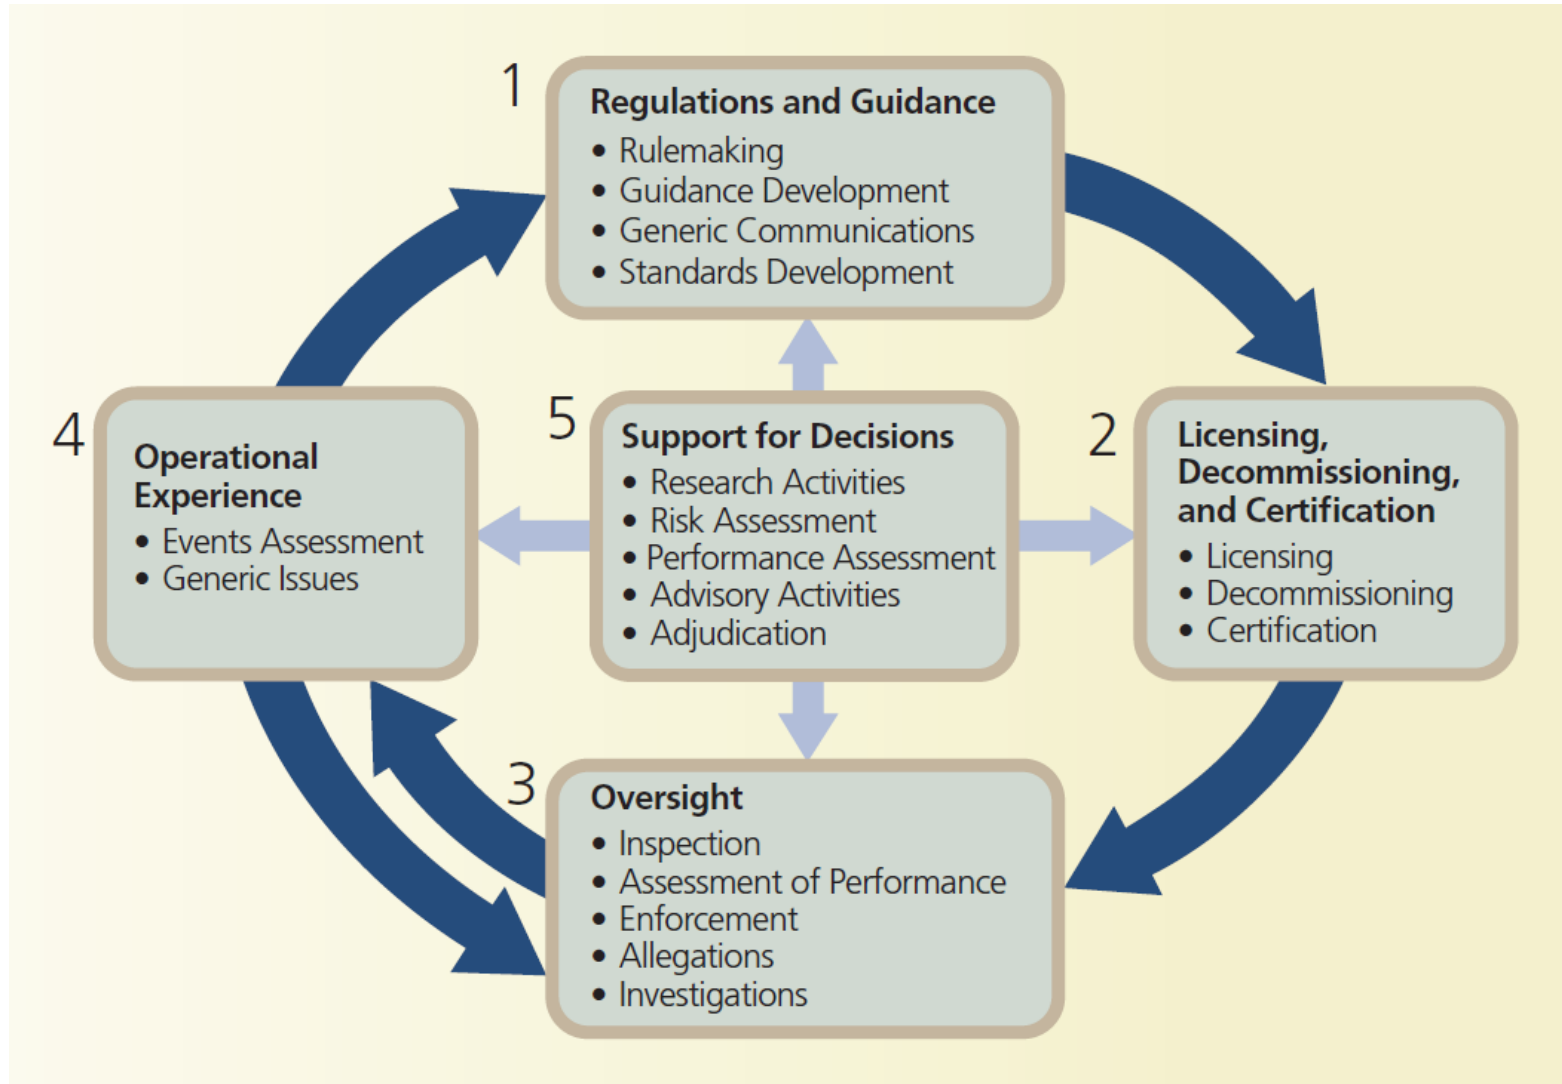 1
Regulations and Guidance
• Rulemaking
• Guidance Development
• Generic Communications
• Standards Development
2
Licensing,
Decommissioning,
and Certification
• Licensing
• Decommissioning
• Certification
3
Oversight
• Inspection
• Assessment of Performance
• Enforcement
• Allegations
• Investigations
4
Operational
Experience
• Events Assessment
• Generic Issues
5
Support for Decisions
• Research Activities
• Risk Assessment
• Performance Assessment
• Advisory Activities
• Adjudication